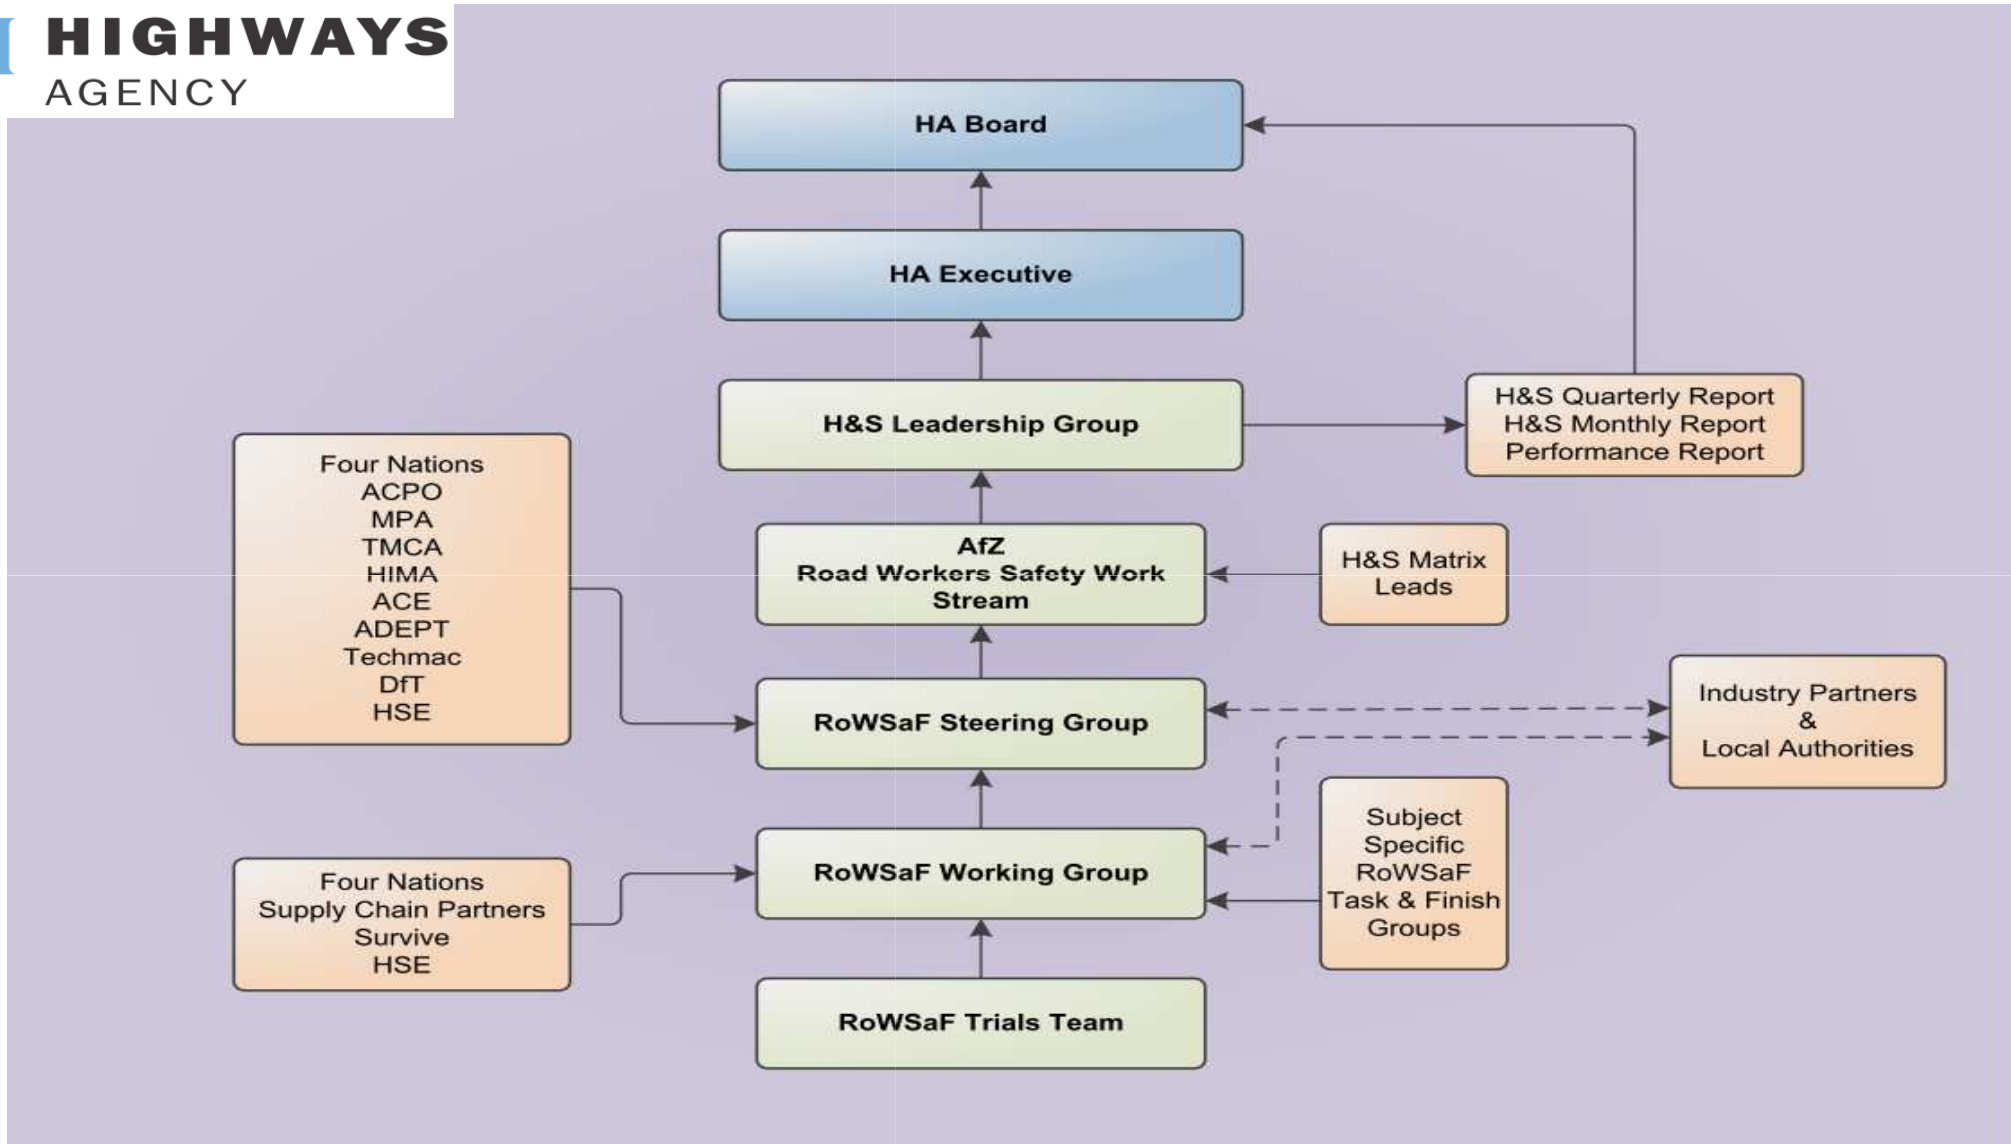 HIGHWAYS
AGENCY
HA Board
HA Executive
H&S Leadership Group
H&S Quarterly Report
H&S Monthly Report
Performance Report
Four Nations
ACPO
MPA
TMCA
HIMA
ACE
ADEPT
Techmac
DfT
HSE
AfZ
Road Workers Safety Work
Stream
H&S Matrix
Leads
RoWSaF Steering Group
Industry Partners
&
Local Authorities
RoWSaF Working Group
Subject
Specific
RoWSaF
Task & Finish
Groups
Four Nations
Supply Chain Partners
Survive
HSE
RoWSaF Trials Team